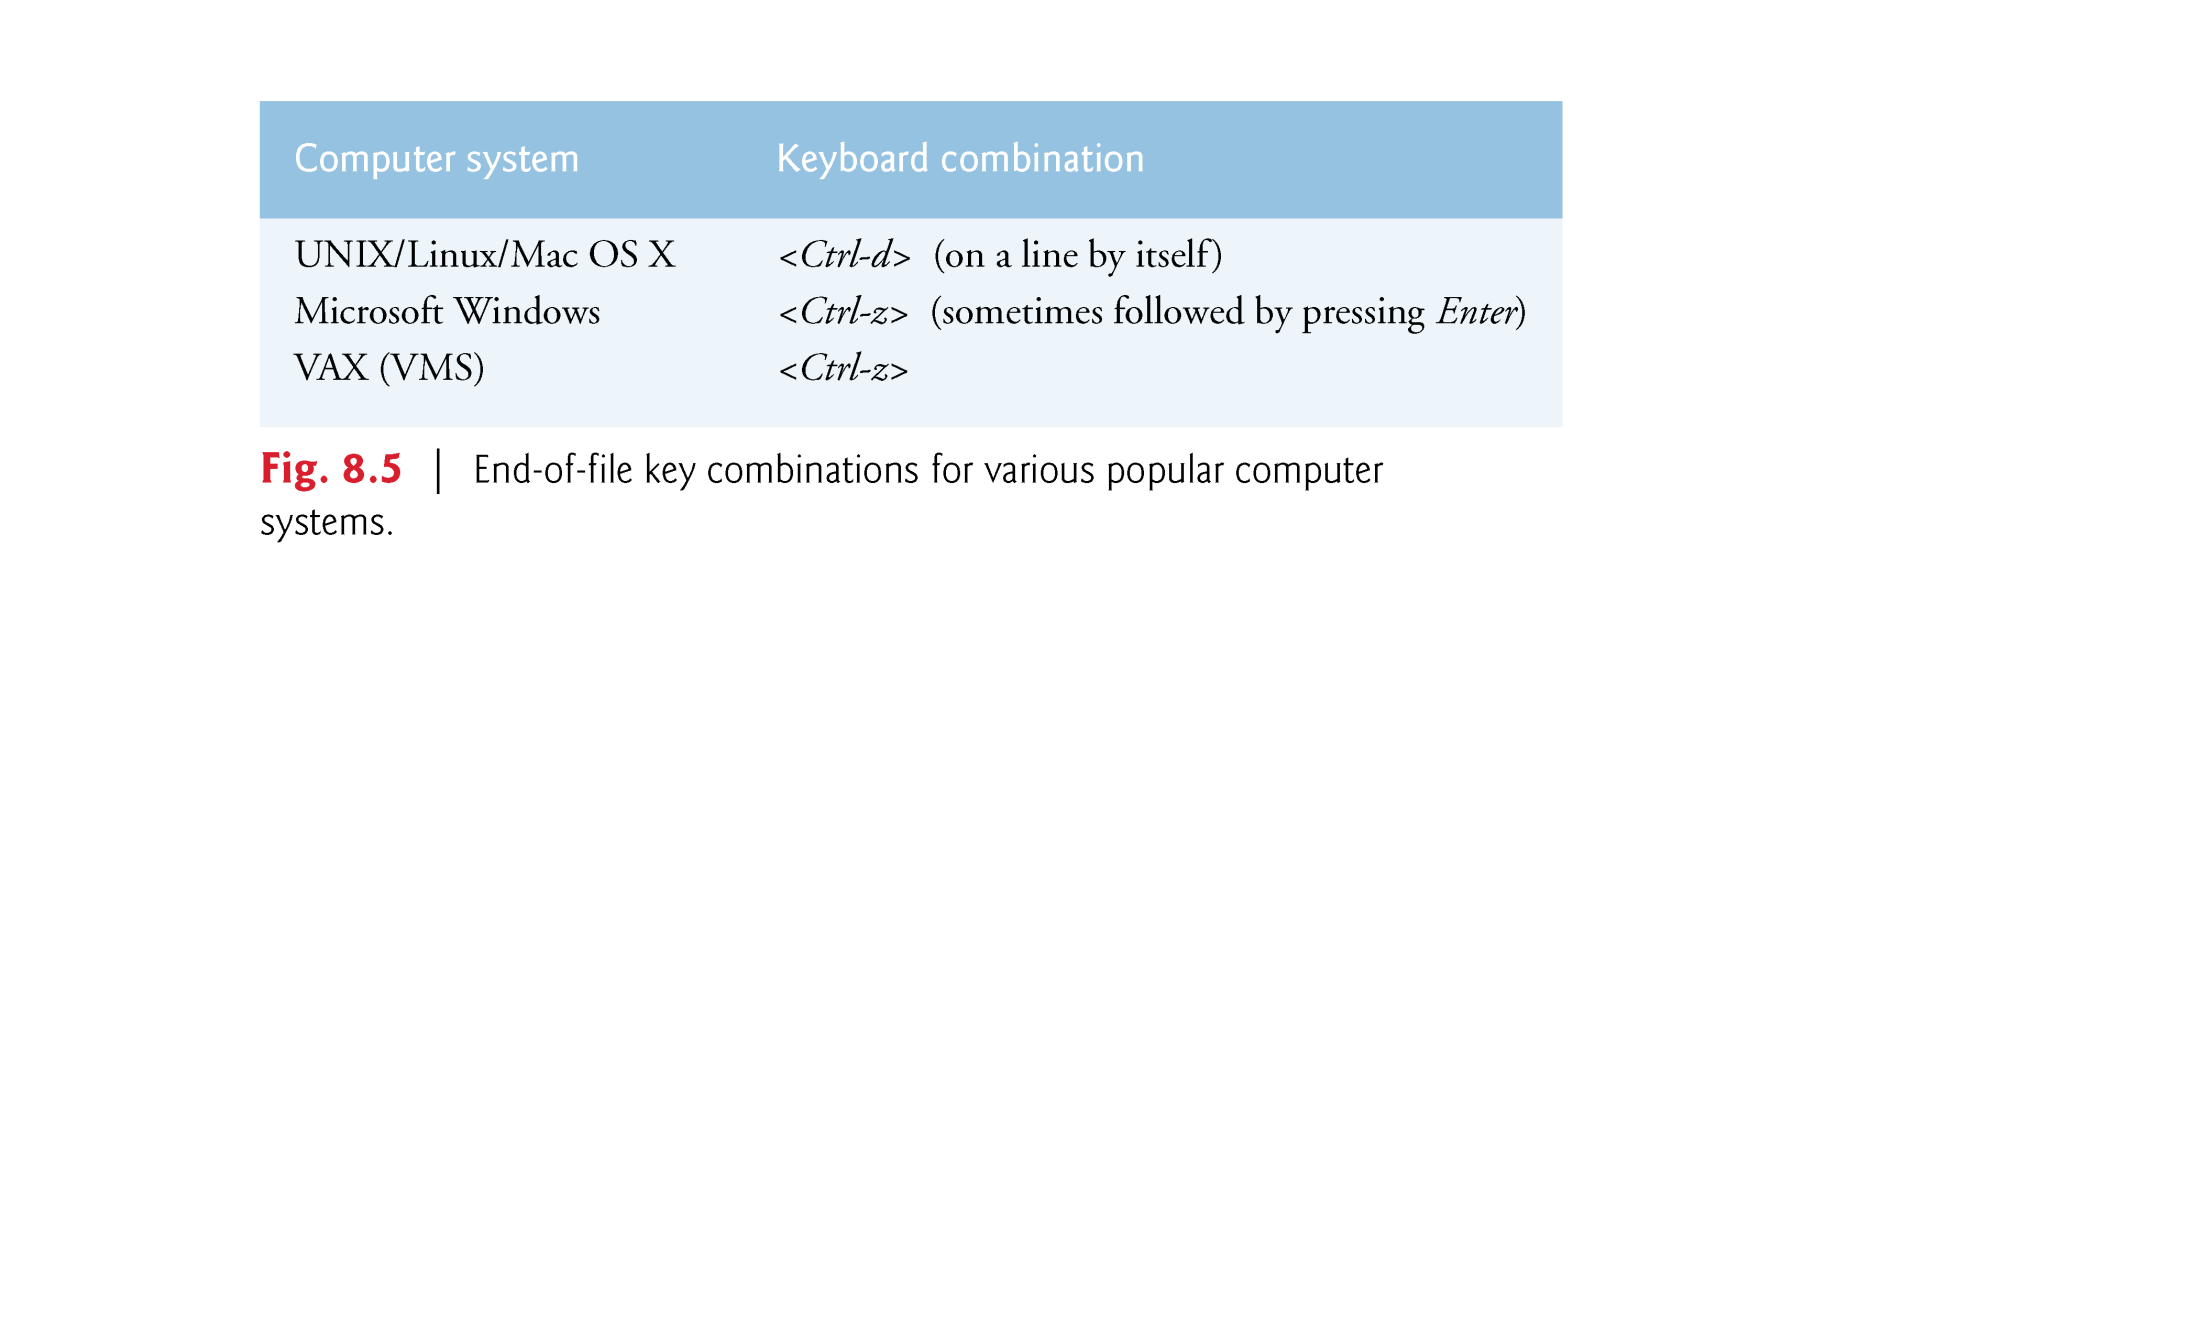 Computer system Keyboard combination
UNIX/Linux/Mac OS X <Ctrl-d> (on a line by itself)
Microsoft Windows <Ctrl-z> (sometimes followed by pressing Enter)
VAX (VMS) <Ctrl-z>
Fig. 8.5 | End-of-file key combinations for various popular computer
systems.